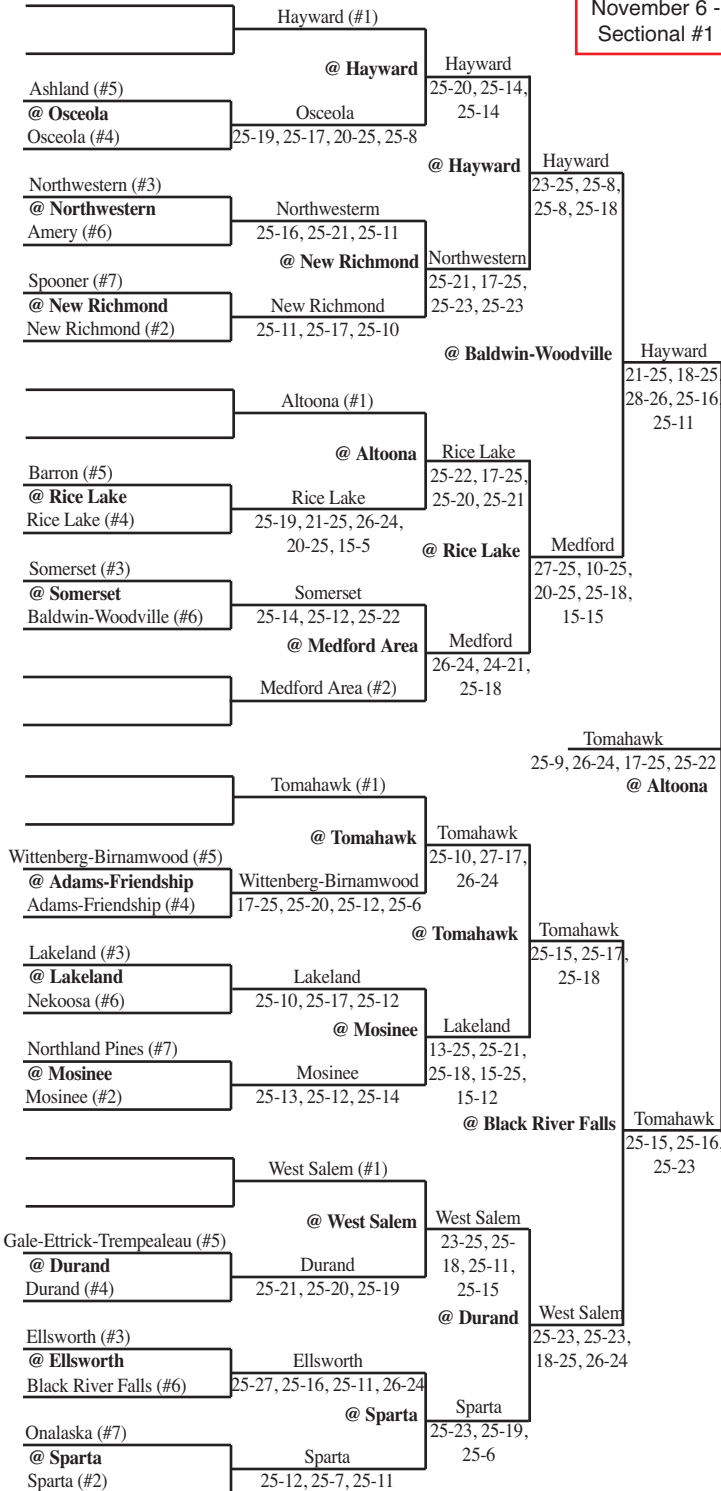 November 6 -
Sectional #1
Hayward (#1)
@ Hayward
Hayward
25-20, 25-14,
25-14
Ashland (#5)
@ Osceola
Osceola (#4)
Osceola
25-19, 25-17, 20-25, 25-8
@ Hayward
Hayward
23-25, 25-8,
25-8, 25-18
Northwestern (#3)
@ Northwestern
Amery (#6)
Northwesterm
25-16, 25-21, 25-11
@ New Richmond
Northwestern
25-21, 17-25,
25-23, 25-23
Spooner (#7)
@ New Richmond
New Richmond (#2)
New Richmond
25-11, 25-17, 25-10
@ Baldwin-Woodville
Hayward
21-25, 18-25,
28-26, 25-16,
25-11
Altoona (#1)
@ Altoona
Rice Lake
25-22, 17-25,
25-20, 25-21
Barron (#5)
@ Rice Lake
Rice Lake (#4)
Rice Lake
25-19, 21-25, 26-24,
20-25, 15-5
@ Rice Lake
Medford
27-25, 10-25,
20-25, 25-18,
15-15
Somerset (#3)
@ Somerset
Baldwin-Woodville (#6)
Somerset
25-14, 25-12, 25-22
@ Medford Area
Medford
26-24, 24-21,
25-18
Medford Area (#2)
Tomahawk
25-9, 26-24, 17-25, 25-22
@ Altoona
Tomahawk (#1)
@ Tomahawk
Tomahawk
25-10, 27-17,
26-24
Wittenberg-Birnamwood (#5)
@ Adams-Friendship
Adams-Friendship (#4)
Wittenberg-Birnamwood
17-25, 25-20, 25-12, 25-6
@ Tomahawk
Tomahawk
25-15, 25-17,
25-18
Lakeland (#3)
@ Lakeland
Nekoosa (#6)
Lakeland
25-10, 25-17, 25-12
@ Mosinee
Lakeland
13-25, 25-21,
25-18, 15-25,
15-12
Northland Pines (#7)
@ Mosinee
Mosinee (#2)
Mosinee
25-13, 25-12, 25-14
@ Black River Falls
Tomahawk
25-15, 25-16,
25-23
West Salem (#1)
@ West Salem
West Salem
23-25, 25-
18, 25-11,
25-15
Gale-Ettrick-Trempealeau (#5)
@ Durand
Durand (#4)
Durand
25-21, 25-20, 25-19
@ Durand
West Salem
25-23, 25-23,
18-25, 26-24
Ellsworth (#3)
@ Ellsworth
Black River Falls (#6)
Ellsworth
25-27, 25-16, 25-11, 26-24
@ Sparta
Sparta
25-23, 25-19,
25-6
Onalaska (#7)
@ Sparta
Sparta (#2)
Sparta
25-12, 25-7, 25-11